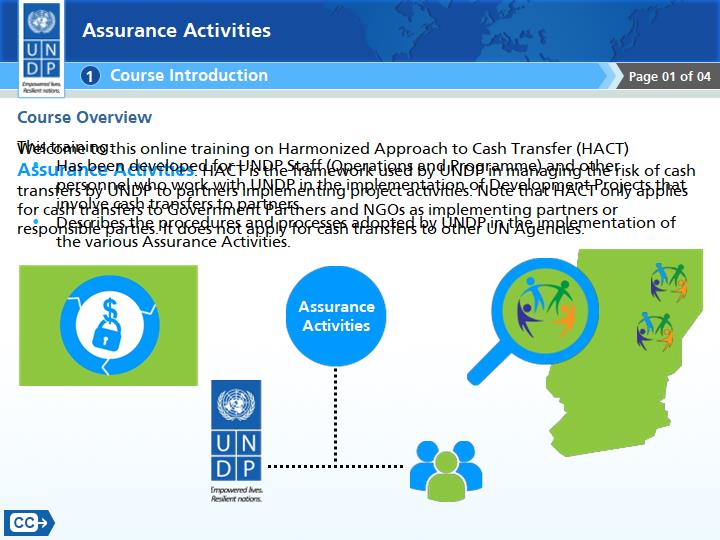 UN
DP
Empowered lives.
Resilient nations.
Assurance Activities
1 Course Introduction
Page 01 of 04
Course Overview
Welcome to this online training on Harmonized Approach to Cash Transfer (HACT)
Assurance Activities. HACT is the framework used by UNDP in managing the risk of cash
transfers by UNDP to partners implementing project activities. Note that HACT only applies
for cash transfers to Government Partners and NGOs as implementing partners or
responsible parties. It does not apply for cash transfers to other UN Agencies.
This training:
• Has been developed for UNDP Staff (Operations and Programme) and other
personnel who work with UNDP in the implementation of Development Projects that
involve cash transfers to partners.
• Describes the procedures and processes adopted by UNDP in the implementation of
the various Assurance Activities.
$
Assurance
Activities
UN
DP
Empowered lives.
Resilient nations.
CC